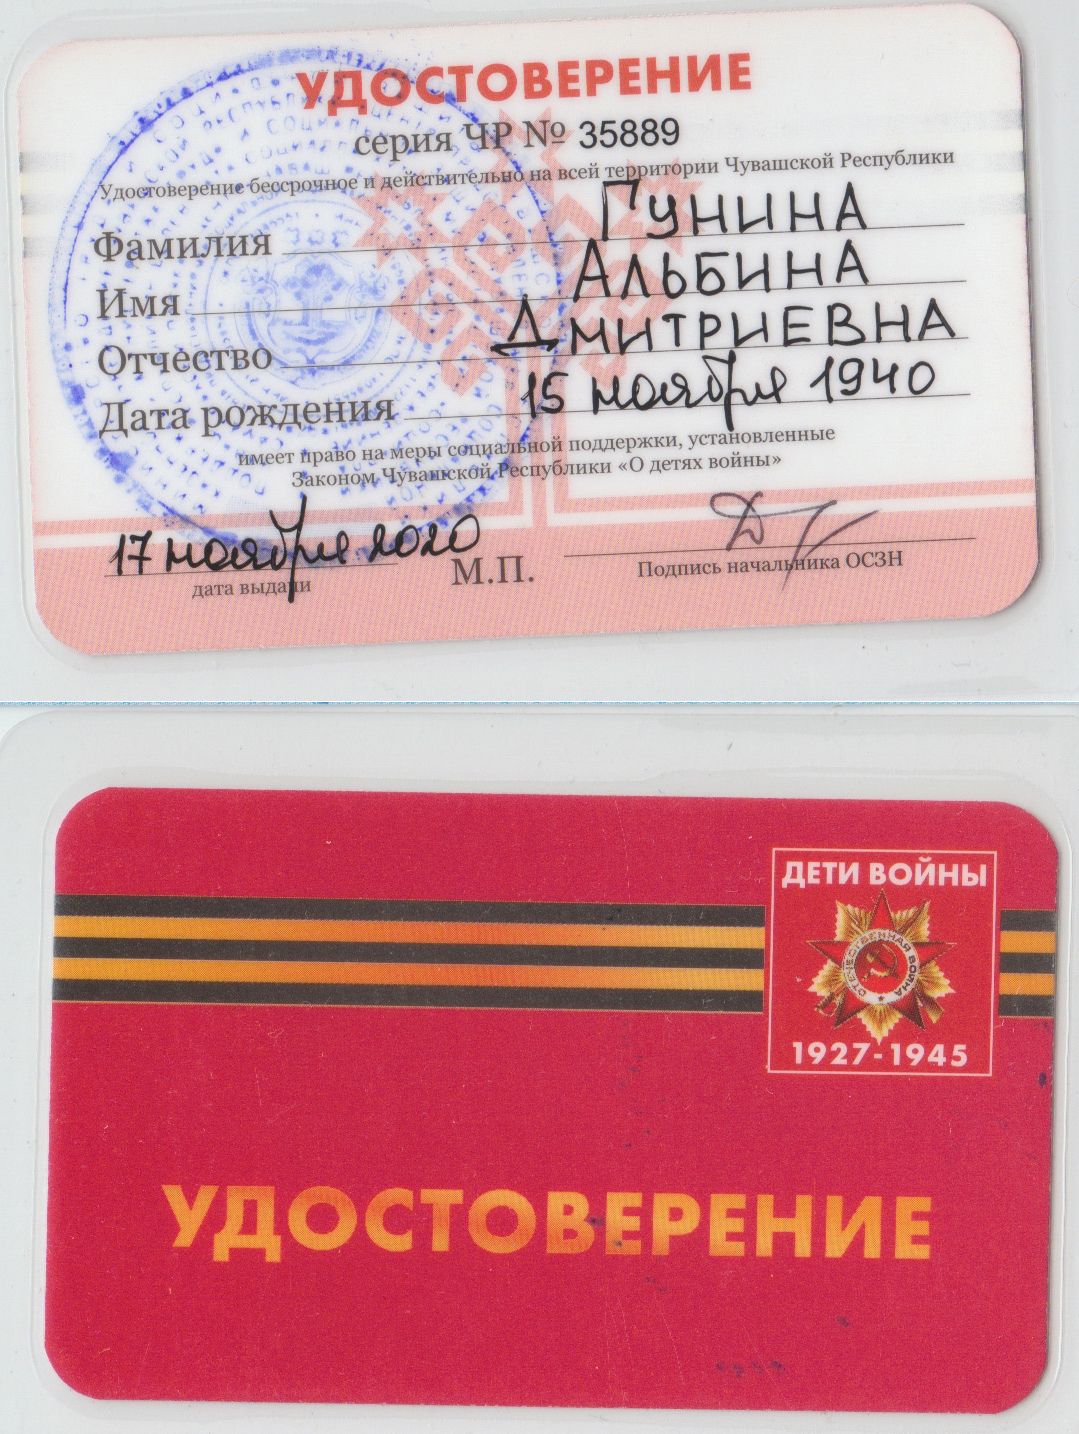 УДОСТОВЕРЕНИЕ
серия ЧР № 35889
Удостоверение бессрочное и действительно на всей территории Чувашской Республики
Фамилия ГУНИНА
Имя АЛЬБИНА
Отчество ДМИТРИЕВНА
Дата рождения 15 ноября 1940
имеет право на меры социальной поддержки, установленные
Законом Чувашской Республики «О детях войны»
17 ноября 2020
дата выдачи
М.П.
Подпись начальника ОСЗН
ДЕТИ ВОЙНЫ
ОТЕЧЕСТВЕННАЯ ВОЙНА
1927-1945
УДОСТОВЕРЕНИЕ